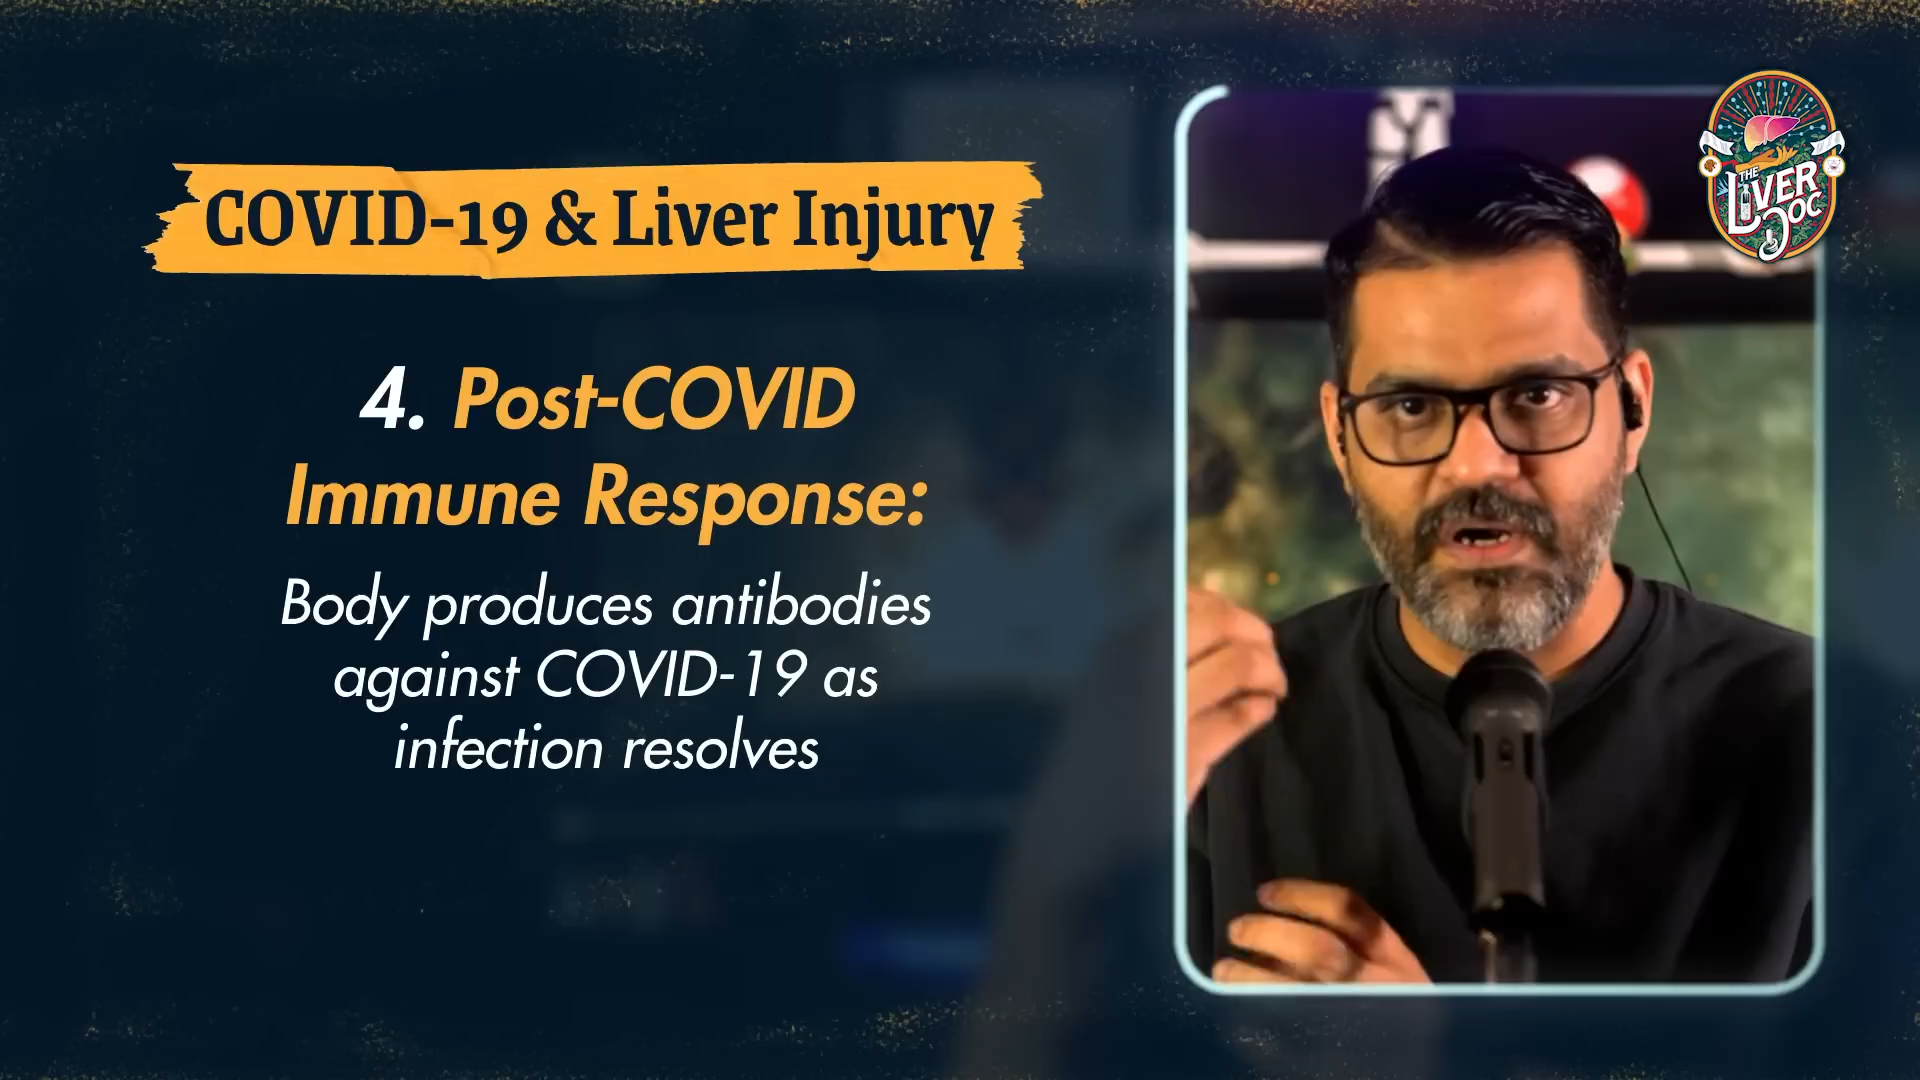 COVID-19 & Liver Injury
4. Post-COVID
Immune Response:
Body produces antibodies
against COVID-19 as
infection resolves
THE
LIVER
DOC